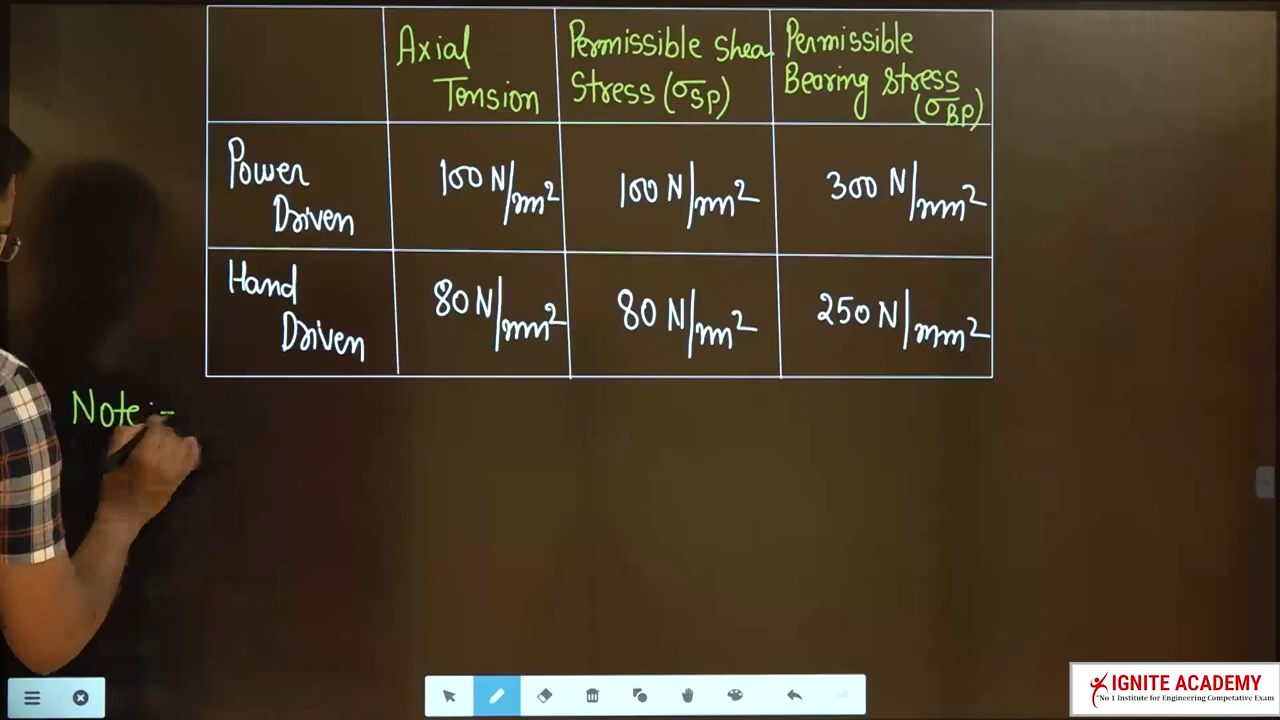 Axial
Tension
Permissible Shear
Stress (σSP)
Permissible
Bearing Stress
(σBP)
Power
Driven
100 N/mm²
100 N/mm²
300 N/mm²
Hand
Driven
80 N/mm²
80 N/mm²
250 N/mm²
Note :-
IGNITE ACADEMY
"No 1 Institute for Engineering Competative Exam